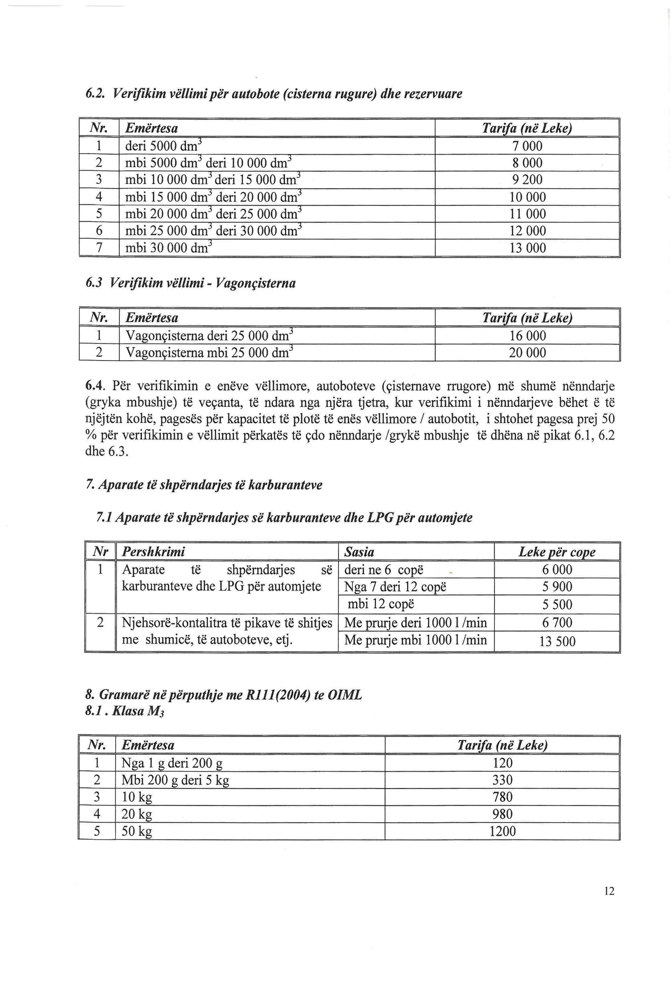 6.2. Verifikim vëllimi për autobote (cisterna rugure) dhe rezervuare
Nr. Emërtesa Tarifa (në Leke)
1 deri 5000 dm³ 7 000
2 mbi 5000 dm³ deri 10 000 dm³ 8 000
3 mbi 10 000 dm³ deri 15 000 dm³ 9 200
4 mbi 15 000 dm³ deri 20 000 dm³ 10 000
5 mbi 20 000 dm³ deri 25 000 dm³ 11 000
6 mbi 25 000 dm³ deri 30 000 dm³ 12 000
7 mbi 30 000 dm³ 13 000
6.3 Verifikim vëllimi - Vagonçisterna
Nr. Emërtesa Tarifa (në Leke)
1 Vagonçisterna deri 25 000 dm³ 16 000
2 Vagonçisterna mbi 25 000 dm³ 20 000
6.4. Për verifikimin e enëve vëllimore, autoboteve (çisternave rrugore) më shumë nënndarje
(gryka mbushje) të veçanta, të ndara nga njëra tjetra, kur verifikimi i nënndarjeve bëhet ë të
njëjtën kohë, pagesës për kapacitet të plotë të enës vëllimore / autobotit, i shtohet pagesa prej 50
% për verifikimin e vëllimit përkatës të çdo nënndarje /grykë mbushje të dhëna në pikat 6.1, 6.2
dhe 6.3.
7. Aparate të shpërndarjes të karburanteve
7.1 Aparate të shpërndarjes së karburanteve dhe LPG për automjete
Nr Pershkrimi Sasia Leke për cope
1 Aparate të shpërndarjes së deri ne 6 copë 6 000
karburanteve dhe LPG për automjete Nga 7 deri 12 copë 5 900
mbi 12 copë 5 500
2 Njehsorë-kontalitra të pikave të shitjes Me prurje deri 1000 l /min 6 700
me shumicë, të autoboteve, etj. Me prurje mbi 1000 l /min 13 500
8. Gramarë në përputhje me R111(2004) te OIML
8.1 . Klasa M₃
Nr. Emërtesa Tarifa (në Leke)
1 Nga 1 g deri 200 g 120
2 Mbi 200 g deri 5 kg 330
3 10 kg 780
4 20 kg 980
5 50 kg 1200
12